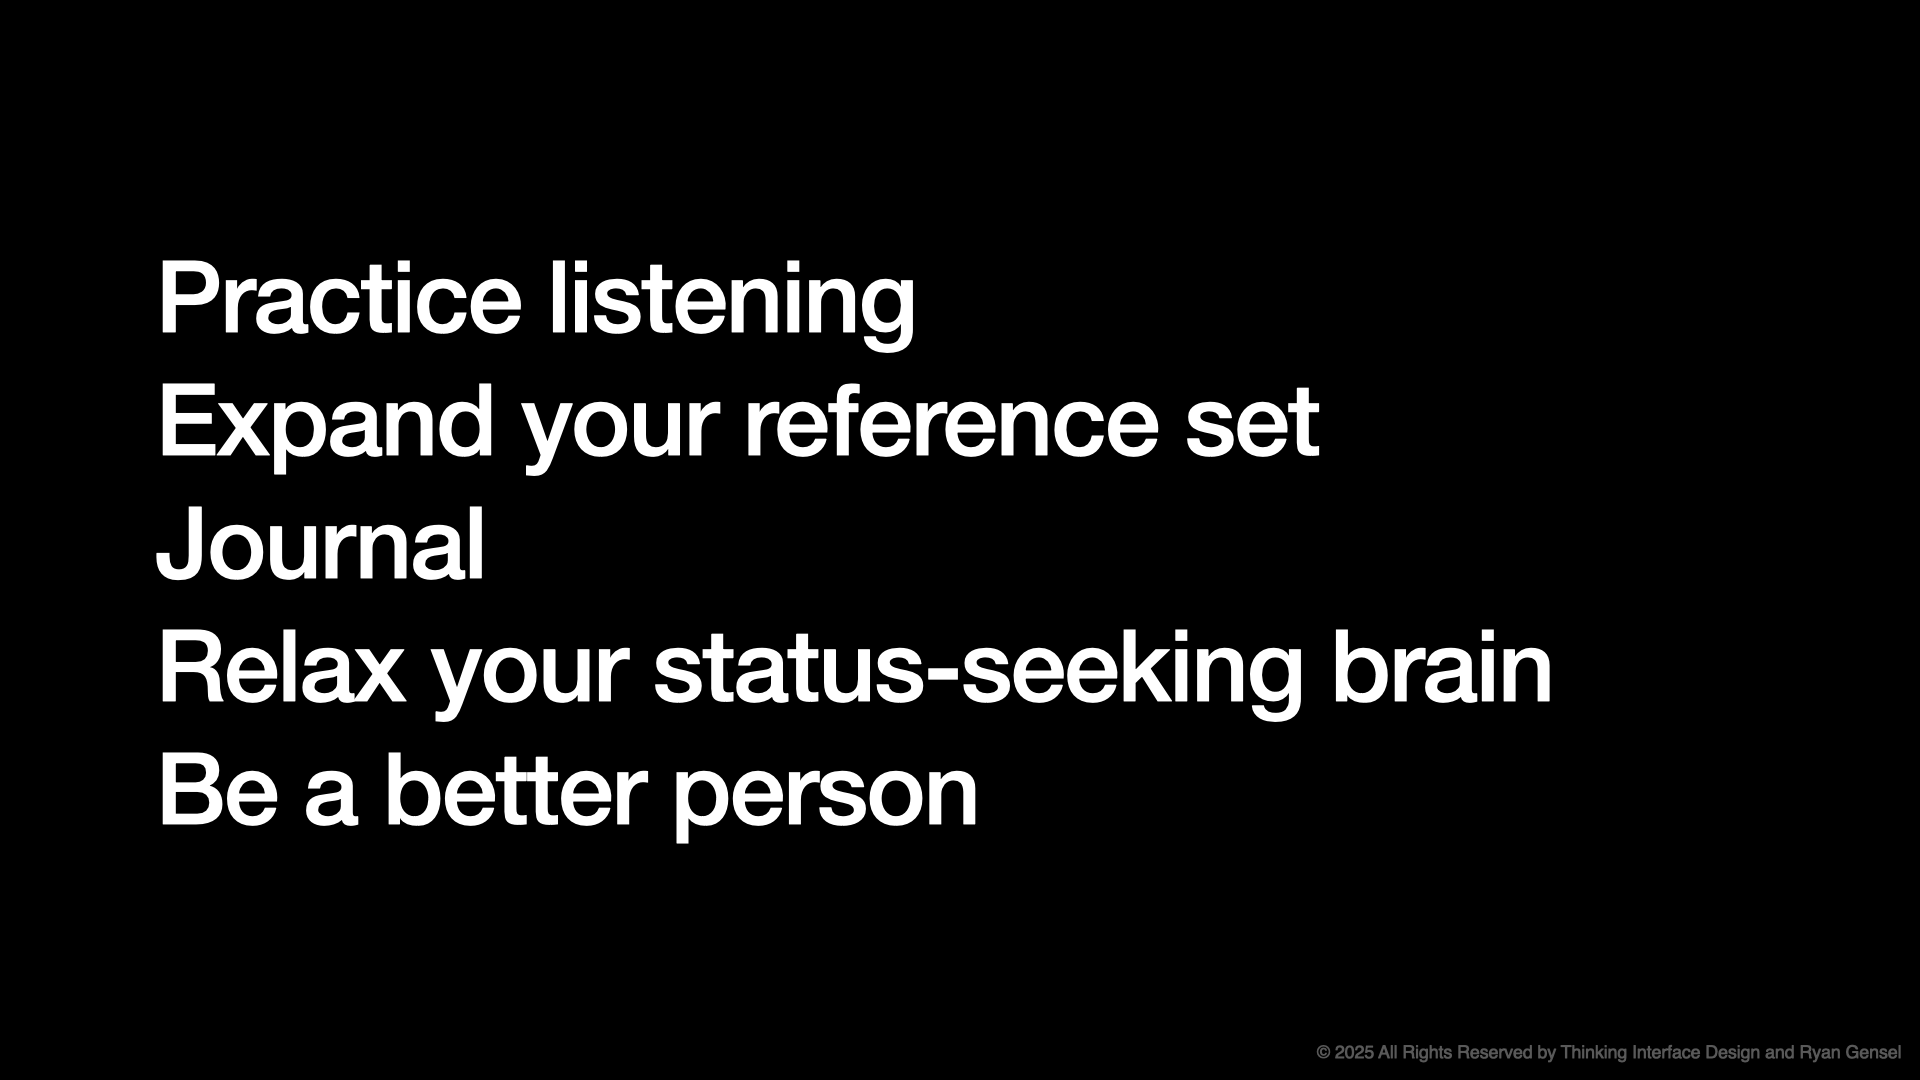 Practice listening
Expand your reference set
Journal
Relax your status-seeking brain
Be a better person
© 2025 All Rights Reserved by Thinking Interface Design and Ryan Gensel